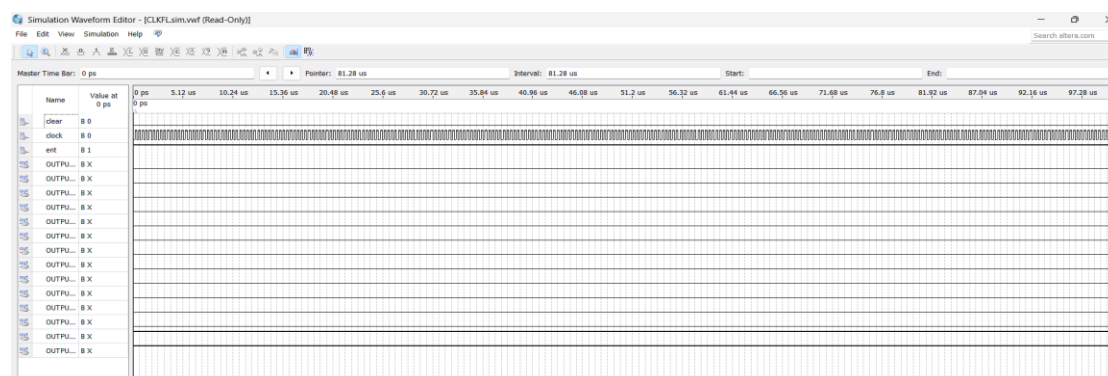 Simulation Waveform Editor - [CLKFL.sim.vwf (Read-Only)]
File Edit View Simulation Help
Search altera.com
Master Time Bar: 0 ps Pointer: 81.28 us Interval: 81.28 us Start: End:
Name Value at 0 ps 0 ps 5.12 us 10.24 us 15.36 us 20.48 us 25.6 us 30.72 us 35.84 us 40.96 us 46.08 us 51.2 us 56.32 us 61.44 us 66.56 us 71.68 us 76.8 us 81.92 us 87.04 us 92.16 us 97.28 us
0 ps
clear B 0
clock B 0
ent B 1
OUTPU... B X
OUTPU... B X
OUTPU... B X
OUTPU... B X
OUTPU... B X
OUTPU... B X
OUTPU... B X
OUTPU... B X
OUTPU... B X
OUTPU... B X
OUTPU... B X
OUTPU... B X
OUTPU... B X
OUTPU... B X